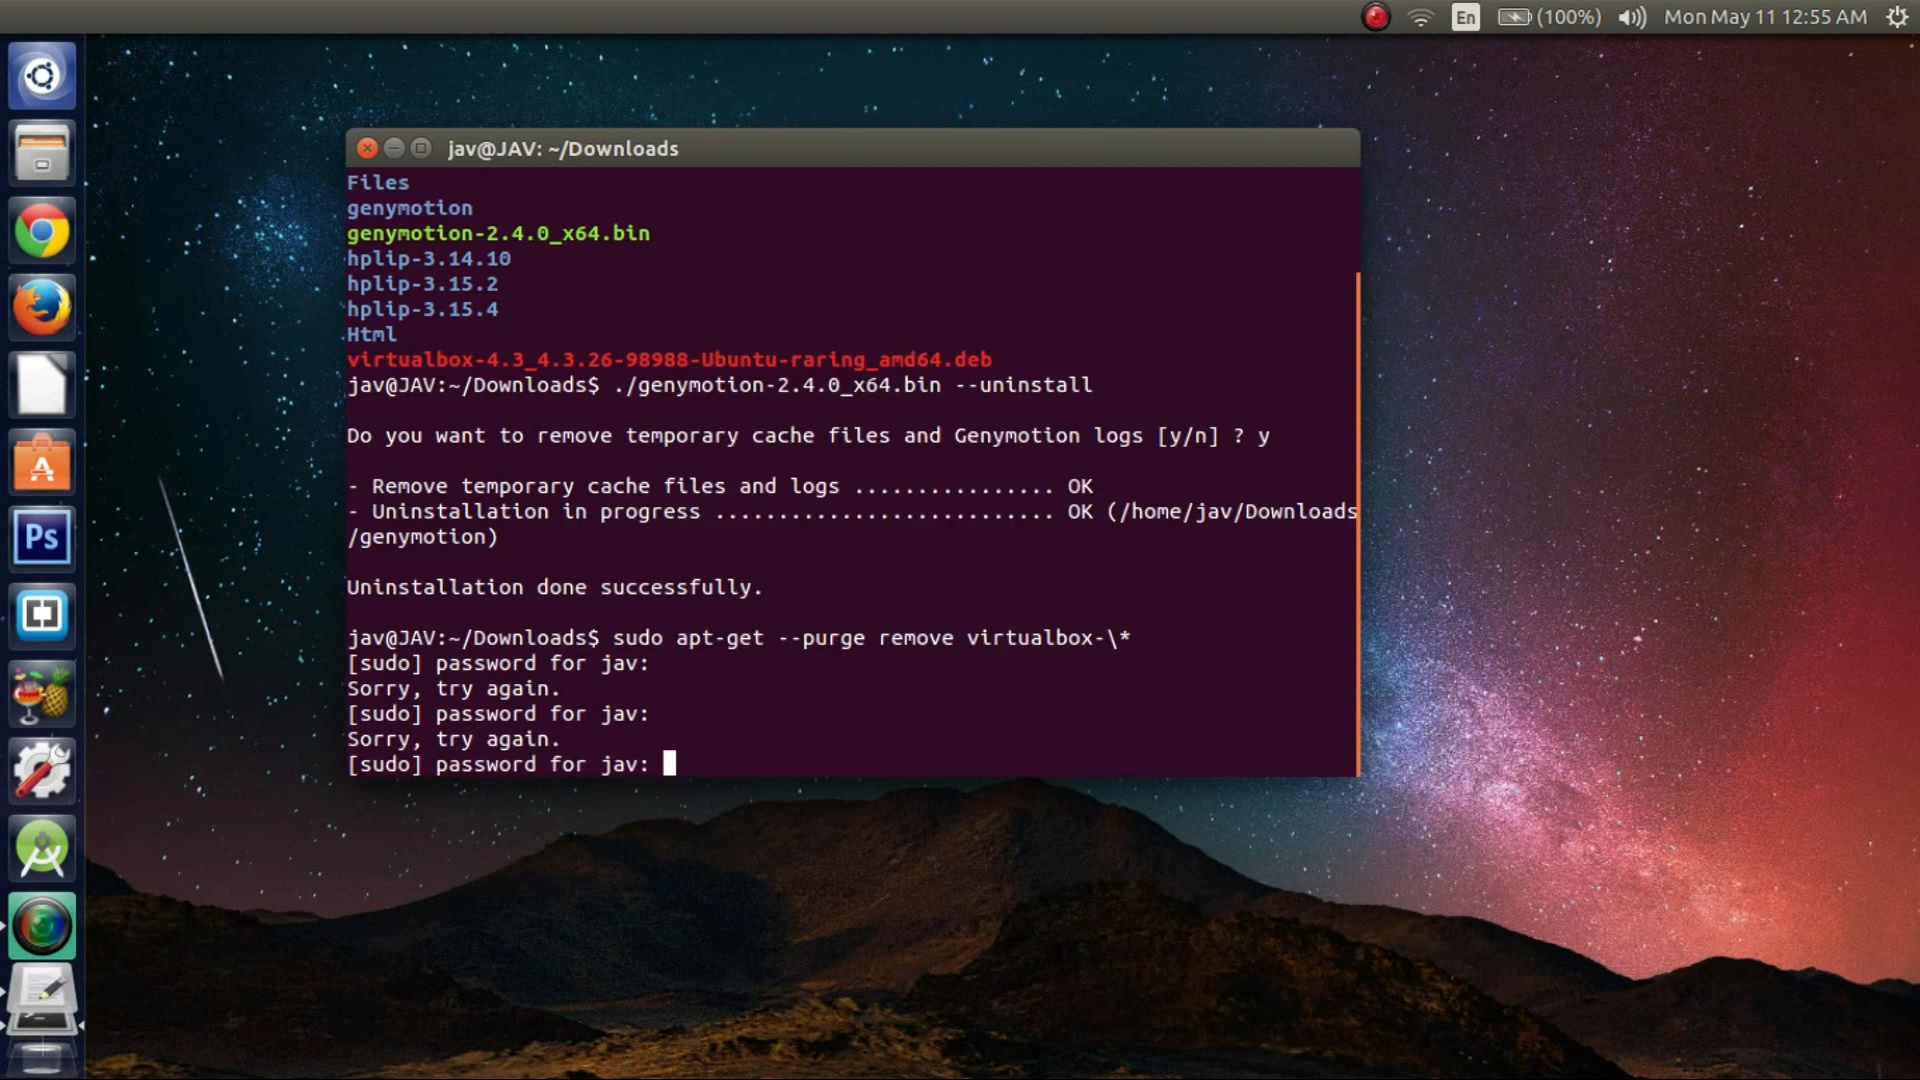 En (100%) Mon May 11 12:55 AM
jav@JAV: ~/Downloads
Files
genymotion
genymotion-2.4.0_x64.bin
hplip-3.14.10
hplip-3.15.2
hplip-3.15.4
Html
virtualbox-4.3_4.3.26-98988-Ubuntu-raring_amd64.deb
jav@JAV:~/Downloads$ ./genymotion-2.4.0_x64.bin --uninstall
Do you want to remove temporary cache files and Genymotion logs [y/n] ? y
- Remove temporary cache files and logs ................ OK
- Uninstallation in progress ........................... OK (/home/jav/Downloads
/genymotion)
Uninstallation done successfully.
jav@JAV:~/Downloads$ sudo apt-get --purge remove virtualbox-\*
[sudo] password for jav:
Sorry, try again.
[sudo] password for jav:
Sorry, try again.
[sudo] password for jav:
Ps